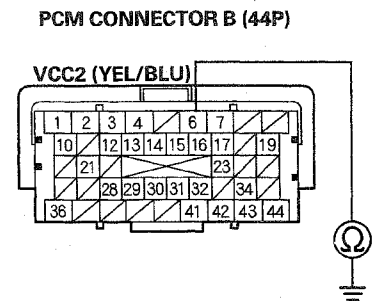 PCM CONNECTOR B (44P)
VCC2 (YEL/BLU)
1 2 3 4 6 7
10 12 13 14 15 16 17 19
21 23
28 29 30 31 32 34
36 41 42 43 44
Ω